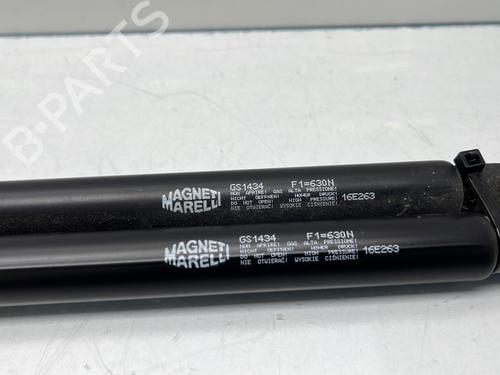 B-PARTS
MAGNETI
MARELLI
GS1434 F1=630N
NON APRIRE! GAS ALTA PRESSIONE!
NICHT OEFFNEN! HOHER DRUCK!
DO NOT OPEN! HIGH PRESSURE!
NIE OTWIERAC! WYSOKIE CIŚNIENIE!
16E263
MAGNETI
MARELLI
GS1434 F1=630N
NON APRIRE! GAS ALTA PRESSIONE!
NICHT OEFFNEN! HOHER DRUCK!
DO NOT OPEN! HIGH PRESSURE!
NIE OTWIERAC! WYSOKIE CIŚNIENIE!
16E263